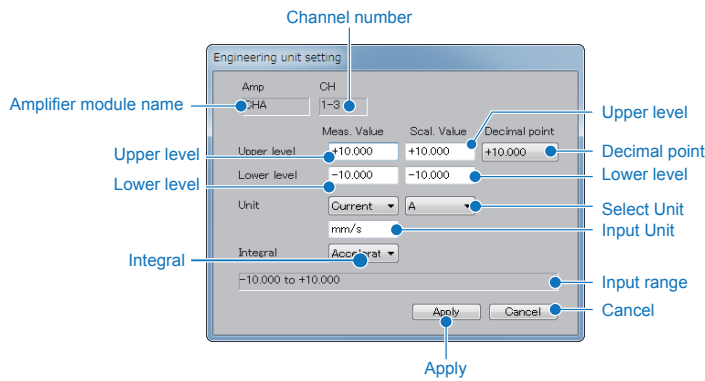 Channel number
Engineering unit setting
Amp CH
Amplifier module name CHA 1-3
Upper level
Meas. Value Scal. Value Decimal point
Upper level Upper level +10.000 +10.000 +10.000 Decimal point
Lower level Lower level -10.000 -10.000 Lower level
Unit Current A Select Unit
mm/s Input Unit
Integral Integral Accelerat
-10.000 to +10.000 Input range
Apply Cancel Cancel
Apply